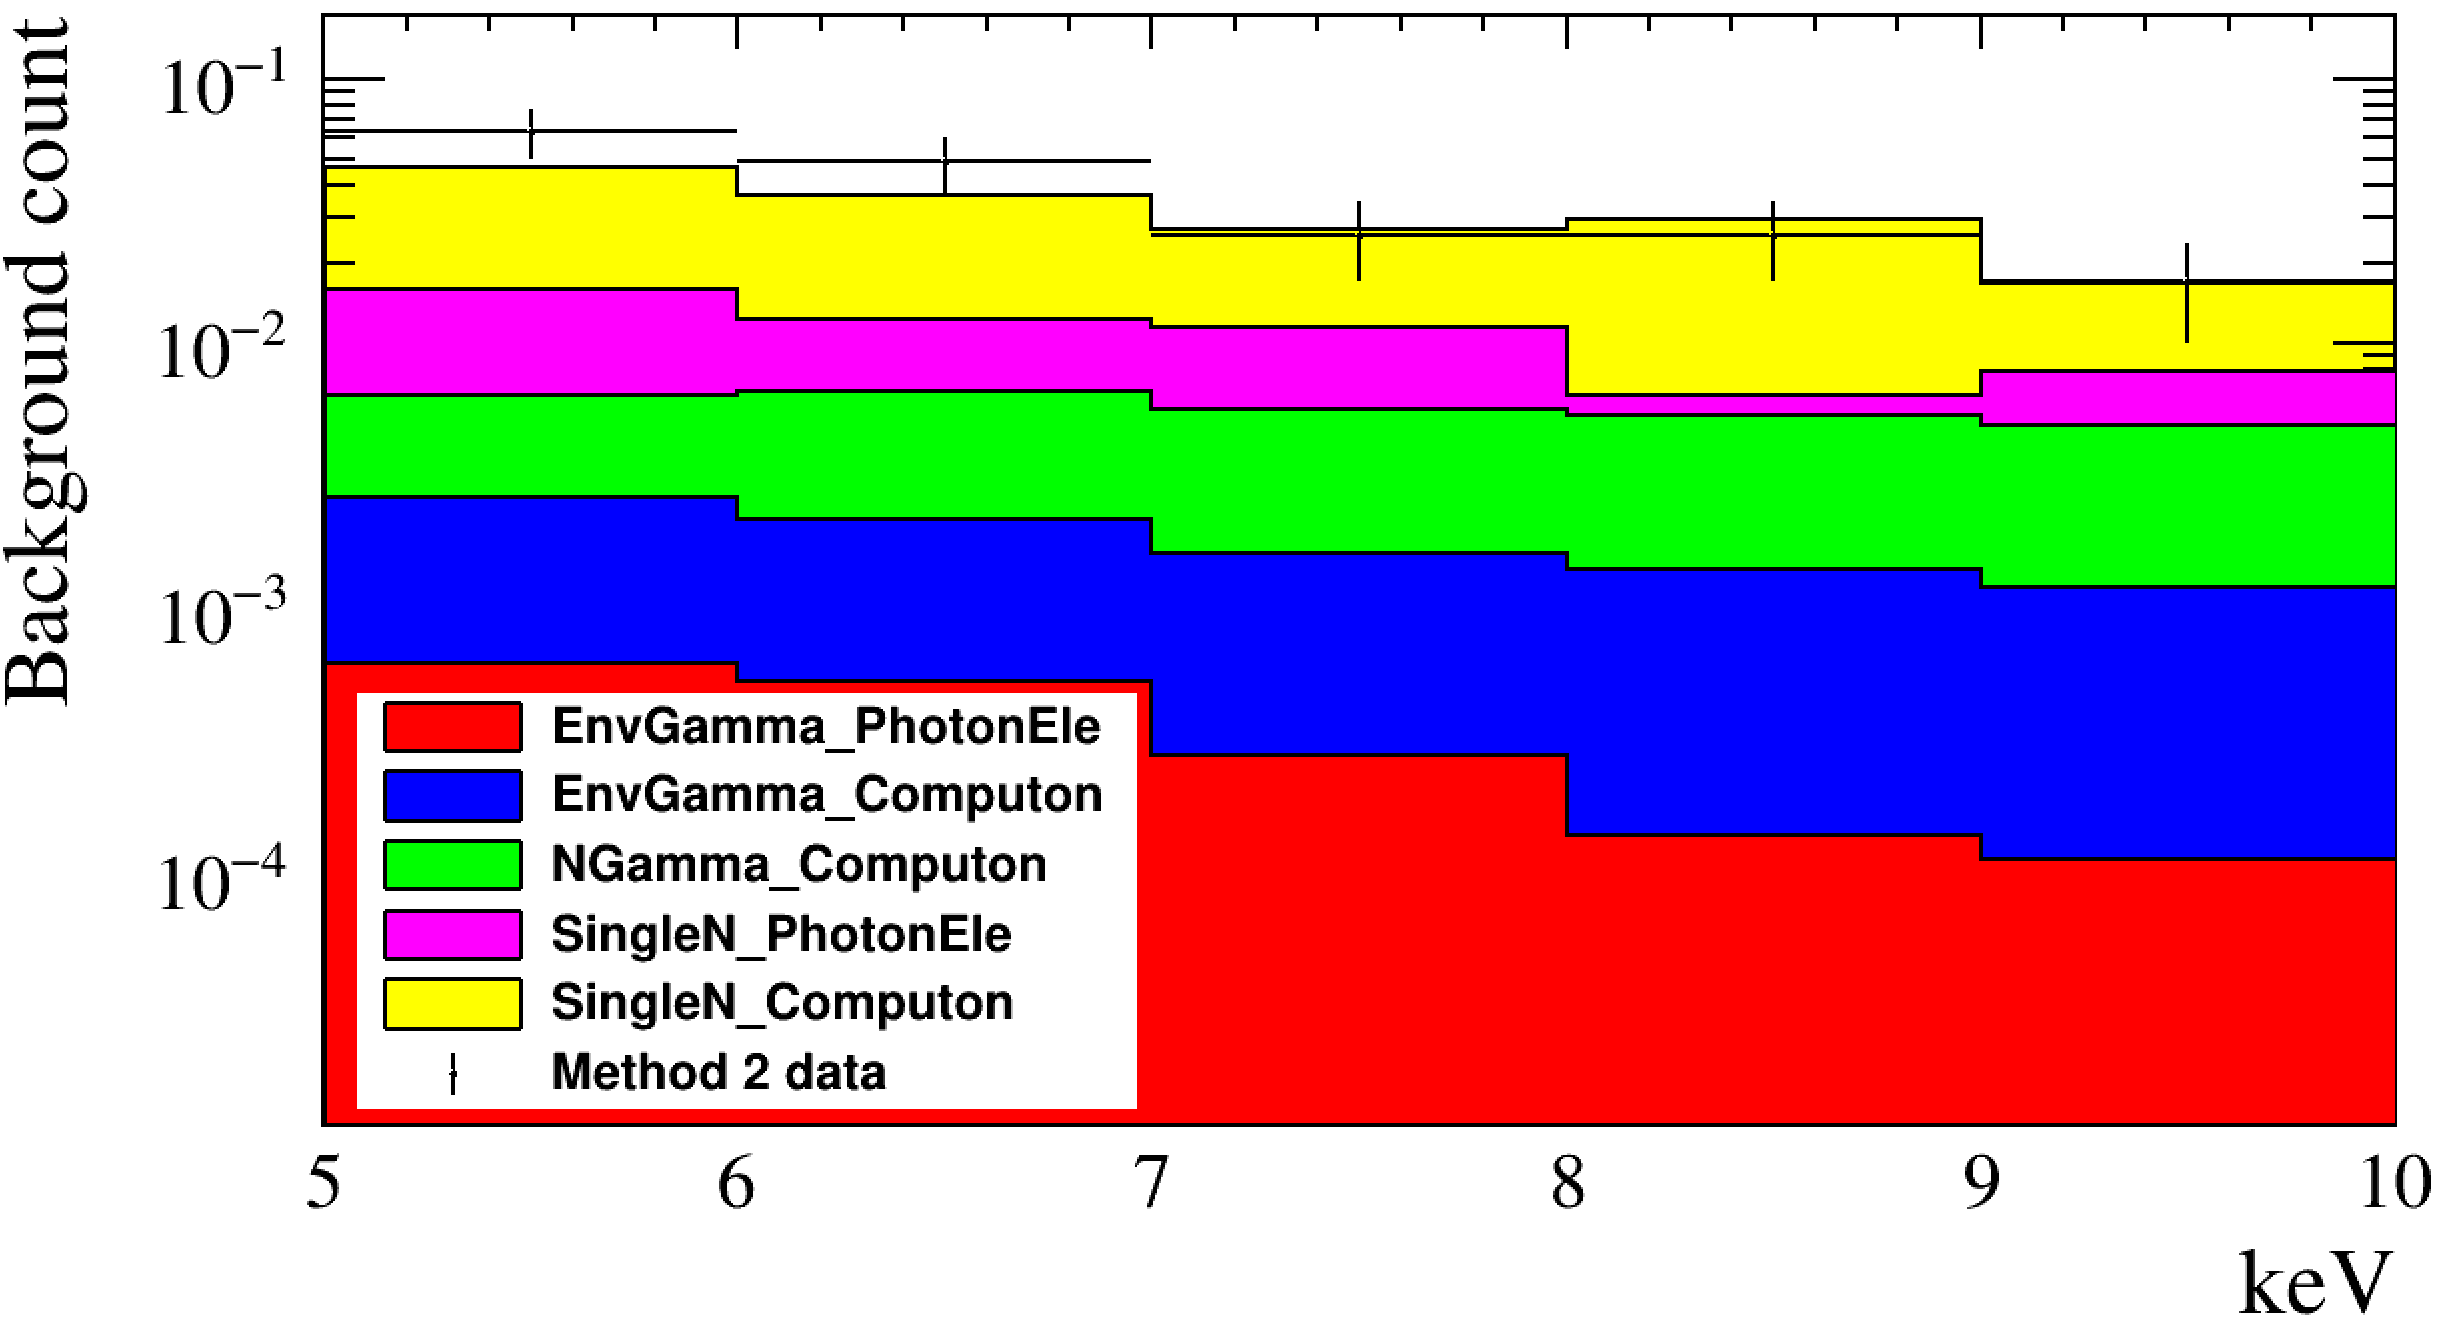 Background count
10⁻¹
10⁻²
10⁻³
10⁻⁴
EnvGamma_PhotonEle
EnvGamma_Computon
NGamma_Computon
SingleN_PhotonEle
SingleN_Computon
Method 2 data
5 6 7 8 9 10
keV